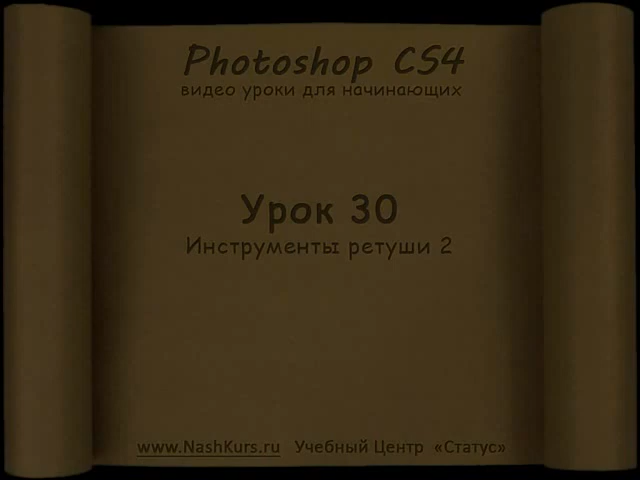 Photoshop CS4
видео уроки для начинающих
Урок 30
Инструменты ретуши 2
www.NashKurs.ru Учебный Центр «Статус»